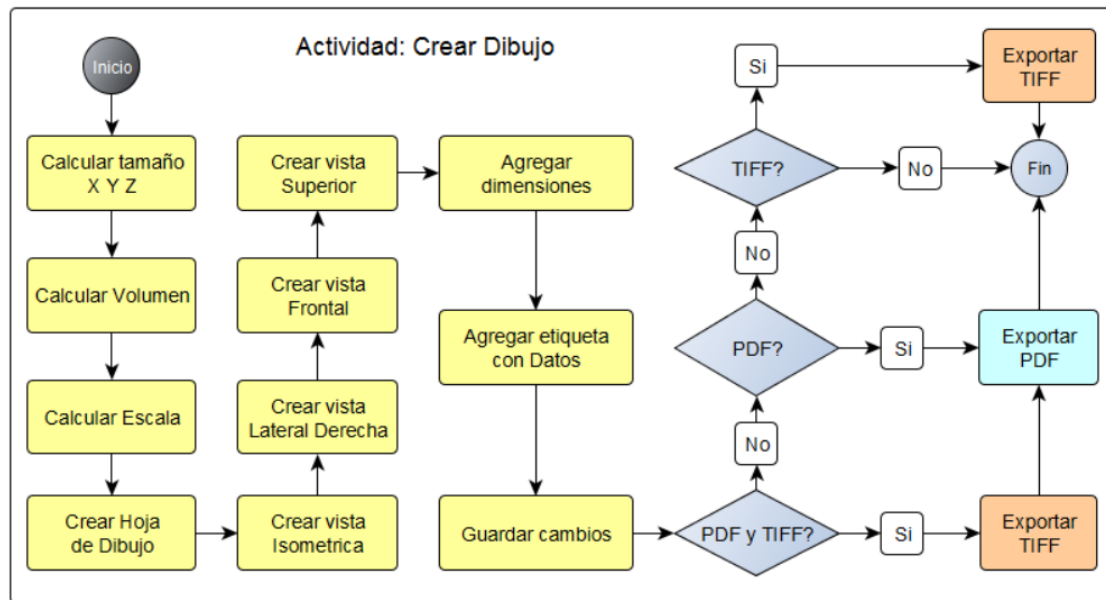 Actividad: Crear Dibujo
Inicio
Calcular tamaño
X Y Z
Calcular Volumen
Calcular Escala
Crear Hoja
de Dibujo
Crear vista
Isometrica
Crear vista
Lateral Derecha
Crear vista
Frontal
Crear vista
Superior
Agregar
dimensiones
Agregar etiqueta
con Datos
Guardar cambios
PDF y TIFF?
Si
Exportar
TIFF
No
PDF?
Si
Exportar
PDF
No
TIFF?
No
Fin
Si
Exportar
TIFF